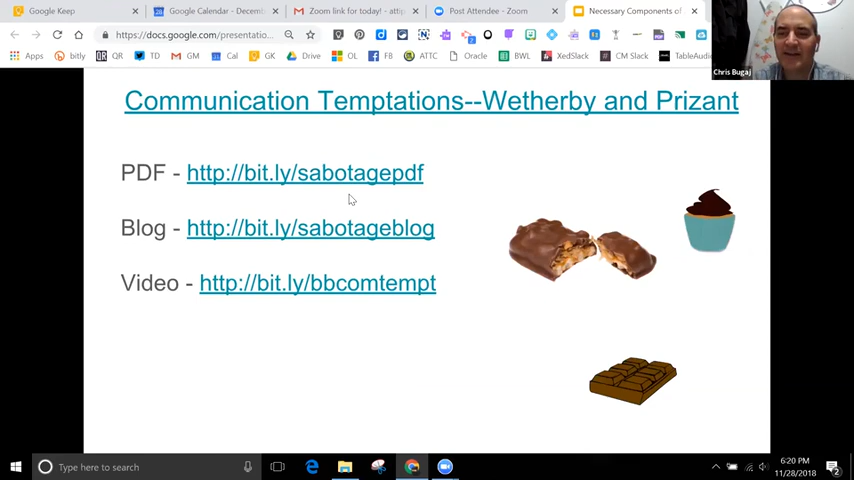 Google Keep
Google Calendar - Decemb
Zoom link for today! - attip
Post Attendee - Zoom
Necessary Components of
https://docs.google.com/presentatio...
Apps
bitly
TD
GM
Cal
GK
Drive
ATTC
OL
FB
Oracle
BWL
XedSlack
CM Slack
TableAudio
Chris Bugaj
Communication Temptations--Wetherby and Prizant
PDF - http://bit.ly/sabotagepdf
Blog - http://bit.ly/sabotageblog
Video - http://bit.ly/bbcomtempt
Type here to search
6:20 PM
11/28/2018